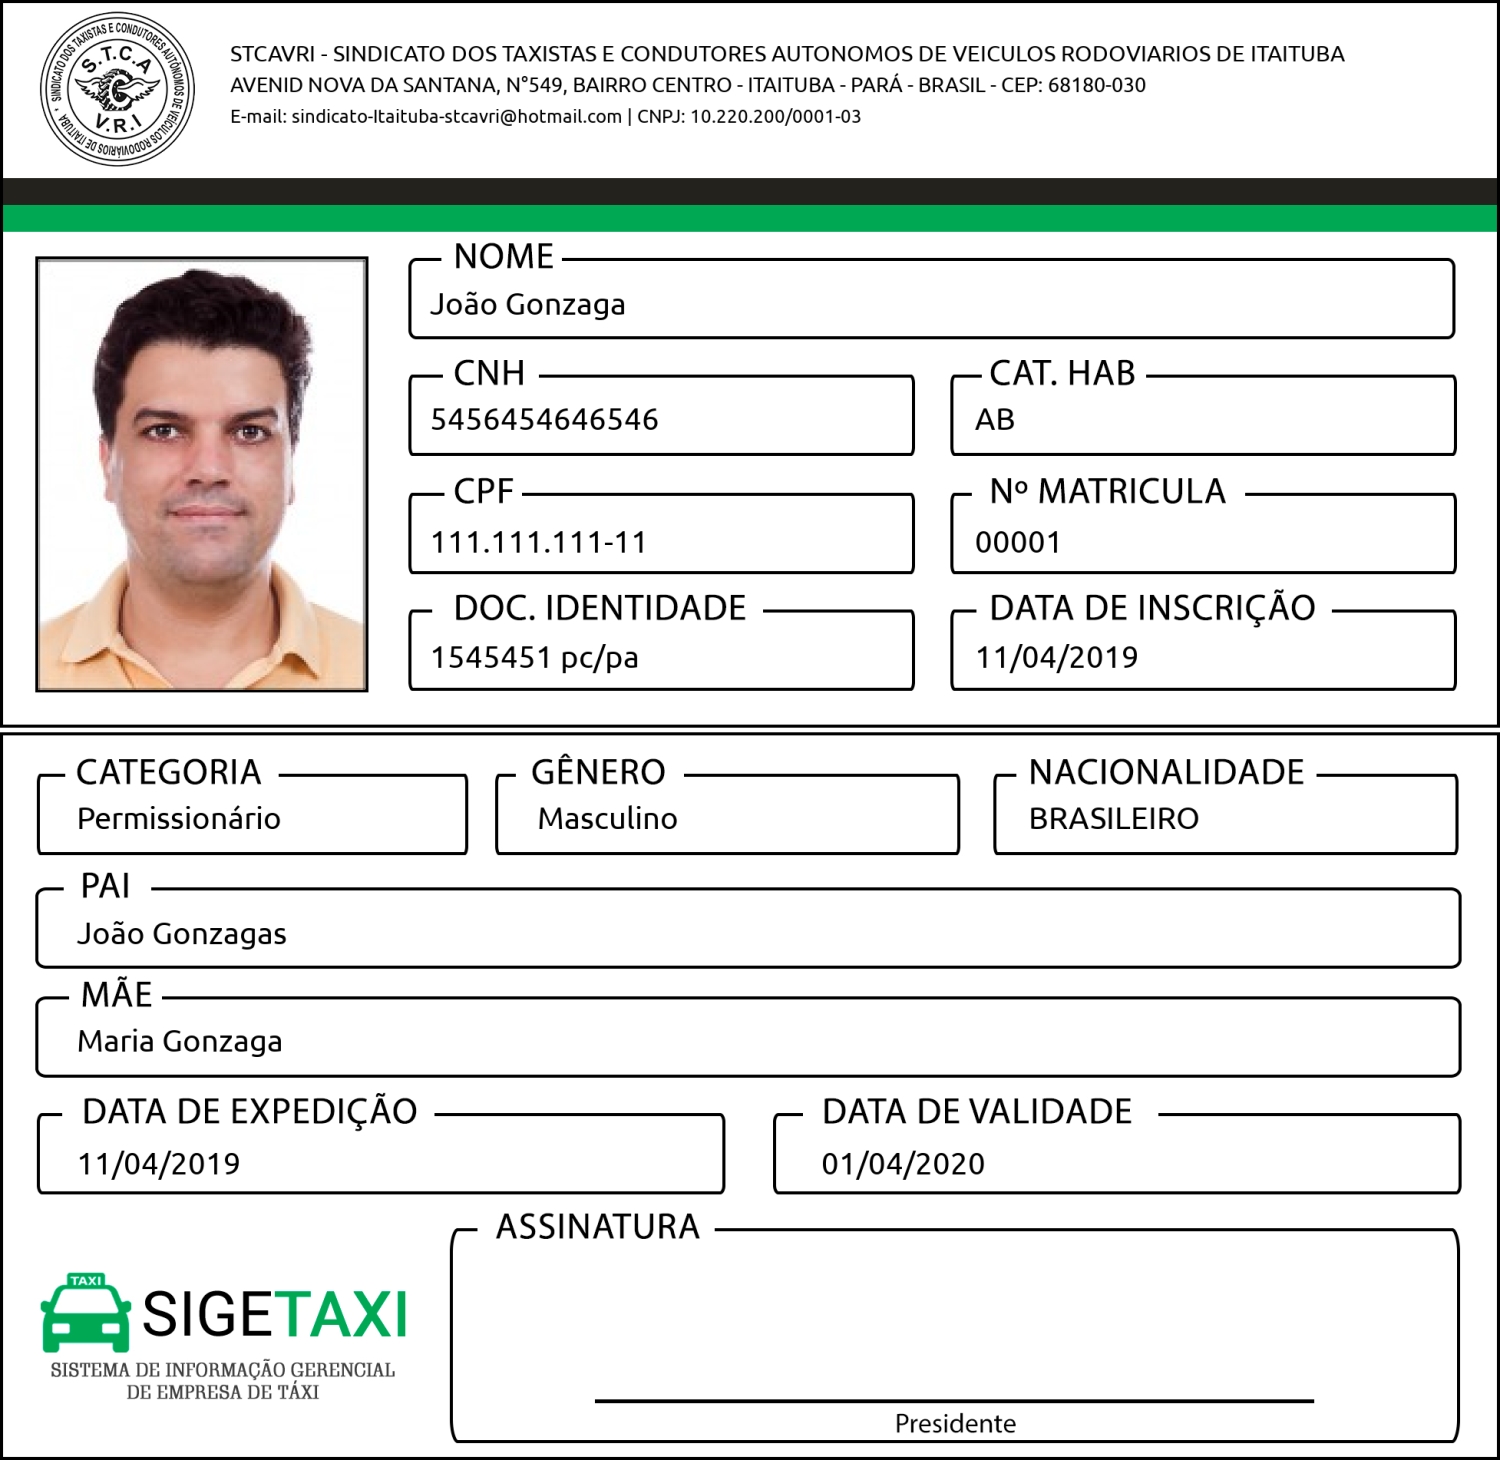 SINDICATO DOS TAXISTAS E CONDUTORES AUTÔNOMOS DE VEÍCULOS RODOVIÁRIOS DE ITAITUBA
S.T.C.A
V.R.I
STCAVRI - SINDICATO DOS TAXISTAS E CONDUTORES AUTONOMOS DE VEICULOS RODOVIARIOS DE ITAITUBA
AVENID NOVA DA SANTANA, N°549, BAIRRO CENTRO - ITAITUBA - PARÁ - BRASIL - CEP: 68180-030
E-mail: sindicato-Itaituba-stcavri@hotmail.com | CNPJ: 10.220.200/0001-03
NOME
João Gonzaga
CNH CAT. HAB
5456454646546 AB
CPF Nº MATRICULA
111.111.111-11 00001
DOC. IDENTIDADE DATA DE INSCRIÇÃO
1545451 pc/pa 11/04/2019
CATEGORIA GÊNERO NACIONALIDADE
Permissionário Masculino BRASILEIRO
PAI
João Gonzagas
MÃE
Maria Gonzaga
DATA DE EXPEDIÇÃO DATA DE VALIDADE
11/04/2019 01/04/2020
ASSINATURA
TAXI
SIGETAXI
SISTEMA DE INFORMAÇÃO GERENCIAL
DE EMPRESA DE TÁXI
Presidente